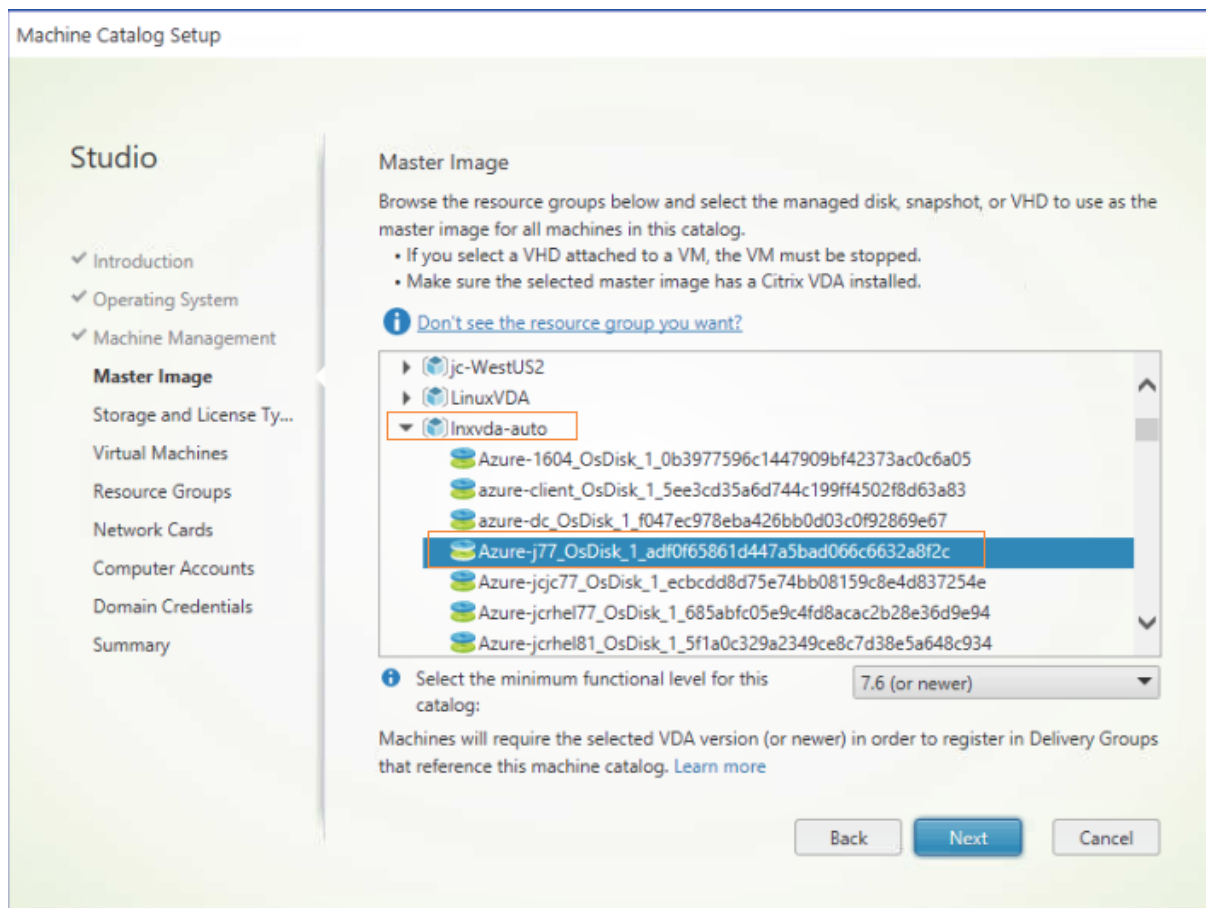 Machine Catalog Setup
Studio
Introduction
Operating System
Machine Management
Master Image
Storage and License Ty...
Virtual Machines
Resource Groups
Network Cards
Computer Accounts
Domain Credentials
Summary
Master Image
Browse the resource groups below and select the managed disk, snapshot, or VHD to use as the
master image for all machines in this catalog.
• If you select a VHD attached to a VM, the VM must be stopped.
• Make sure the selected master image has a Citrix VDA installed.
Don't see the resource group you want?
jc-WestUS2
LinuxVDA
lnxvda-auto
Azure-1604_OsDisk_1_0b3977596c1447909bf42373ac0c6a05
azure-client_OsDisk_1_5ee3cd35a6d744c199ff4502f8d63a83
azure-dc_OsDisk_1_f047ec978eba426bb0d03c0f92869e67
Azure-j77_OsDisk_1_adf0f65861d447a5bad066c6632a8f2c
Azure-jcjc77_OsDisk_1_ecbcdd8d75e74bb08159c8e4d837254e
Azure-jcrhel77_OsDisk_1_685abfc05e9c4fd8acac2b28e36d9e94
Azure-jcrhel81_OsDisk_1_5f1a0c329a2349ce8c7d38e5a648c934
Select the minimum functional level for this
catalog:
7.6 (or newer)
Machines will require the selected VDA version (or newer) in order to register in Delivery Groups
that reference this machine catalog. Learn more
Back
Next
Cancel